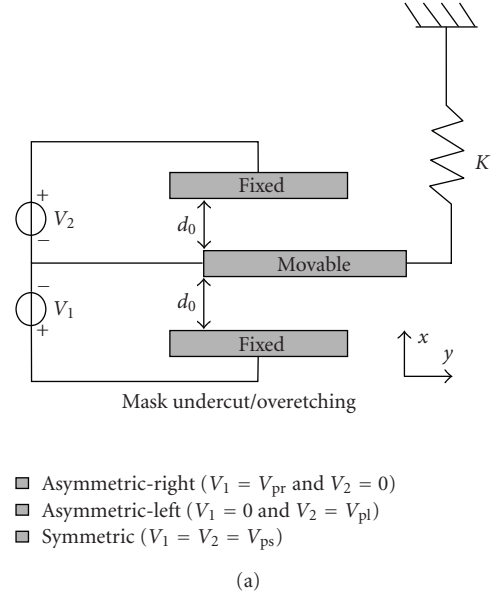 K
Fixed
+
V2
−
d0
Movable
−
V1
+
d0
Fixed
x
y
Mask undercut/overetching
Asymmetric-right (V1 = Vpr and V2 = 0)
Asymmetric-left (V1 = 0 and V2 = Vpl)
Symmetric (V1 = V2 = Vps)
(a)